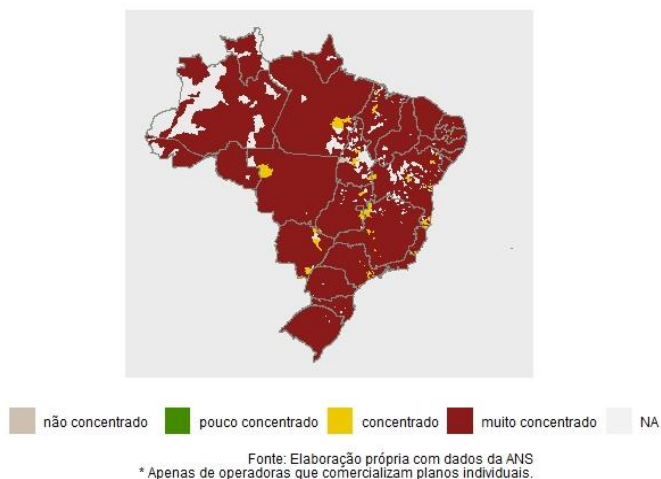 não concentrado pouco concentrado concentrado muito concentrado NA
Fonte: Elaboração própria com dados da ANS
* Apenas de operadoras que comercializam planos individuais.